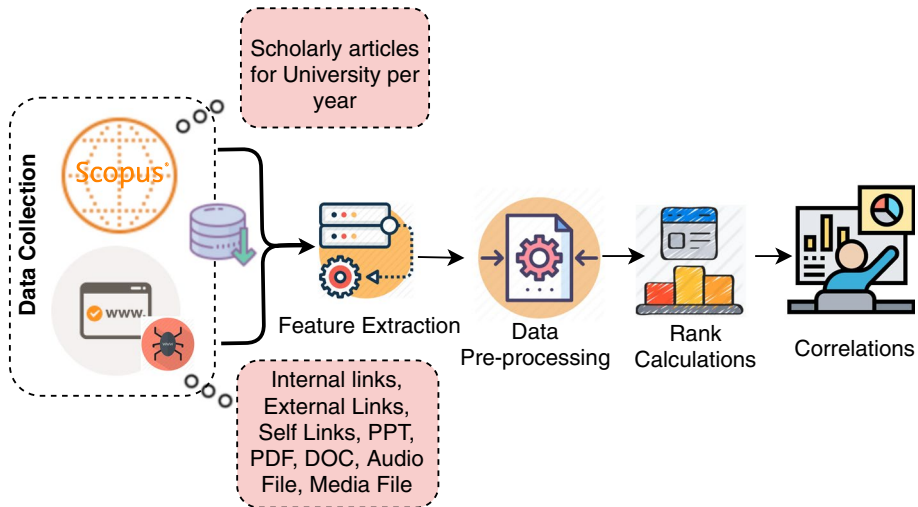 Scholarly articles
for University per
year
Data Collection
Scopus®
www.
Feature Extraction
Data
Pre-processing
Rank
Calculations
Correlations
Internal links,
External Links,
Self Links, PPT,
PDF, DOC, Audio
File, Media File